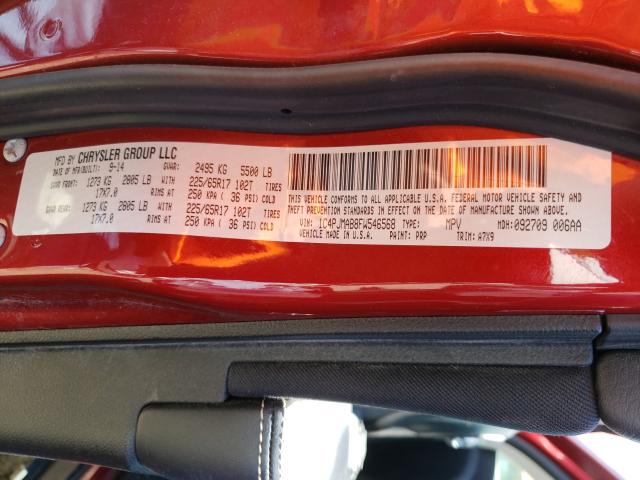 MFD BY CHRYSLER GROUP LLC
DATE OF MFR/BUILT: 9-14 GVWR: 2495 KG 5500 LB
GAWR FRONT: 1273 KG 2805 LB WITH 225/65R17 102T TIRES
17X7.0 RIMS AT 250 KPA ( 36 PSI) COLD
GAWR REAR: 1273 KG 2805 LB WITH 225/65R17 102T TIRES
17X7.0 RIMS AT 250 KPA ( 36 PSI) COLD
THIS VEHICLE CONFORMS TO ALL APPLICABLE U.S.A. FEDERAL MOTOR VEHICLE SAFETY AND
THEFT PREVENTION STANDARDS IN EFFECT ON THE DATE OF MANUFACTURE SHOWN ABOVE.
VIN: 1C4PJMAB8FW546568 TYPE: MPV MDH: 092709 006AA
VEHICLE MADE IN U.S.A. PAINT: PRP TRIM: A7X9